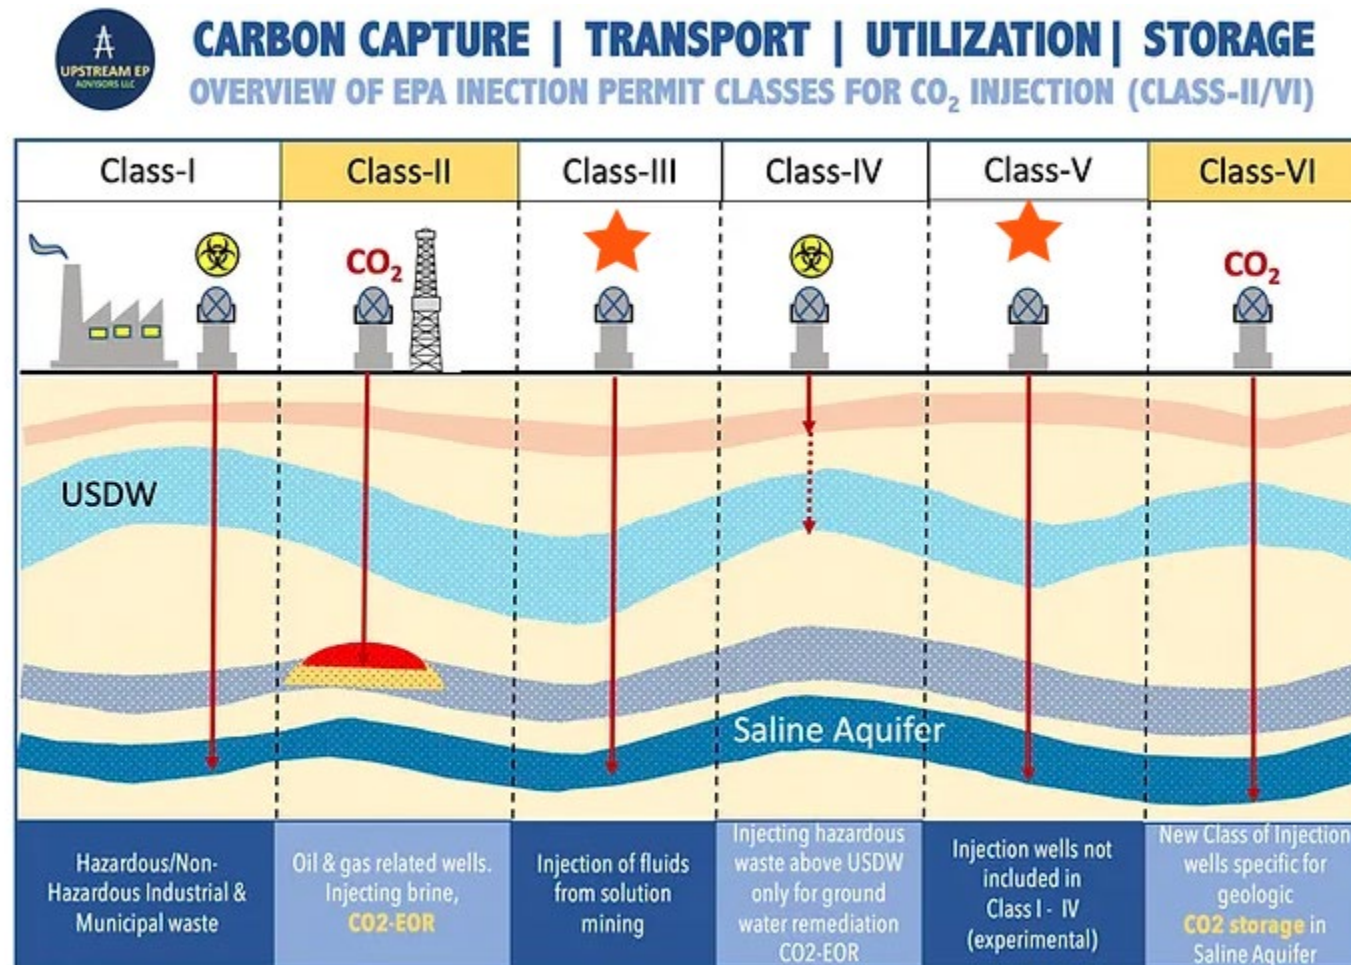 UPSTREAM EP
ADVISORS LLC
CARBON CAPTURE | TRANSPORT | UTILIZATION | STORAGE
OVERVIEW OF EPA INECTION PERMIT CLASSES FOR CO₂ INJECTION (CLASS-II/VI)
Class-I
Class-II
Class-III
Class-IV
Class-V
Class-VI
CO₂
CO₂
USDW
Saline Aquifer
Hazardous/Non-
Hazardous Industrial &
Municipal waste
Oil & gas related wells.
Injecting brine,
CO2-EOR
Injection of fluids
from solution
mining
Injecting hazardous
waste above USDW
only for ground
water remediation
CO2-EOR
Injection wells not
included in
Class I - IV
(experimental)
New Class of Injection
wells specific for
geologic
CO2 storage in
Saline Aquifer